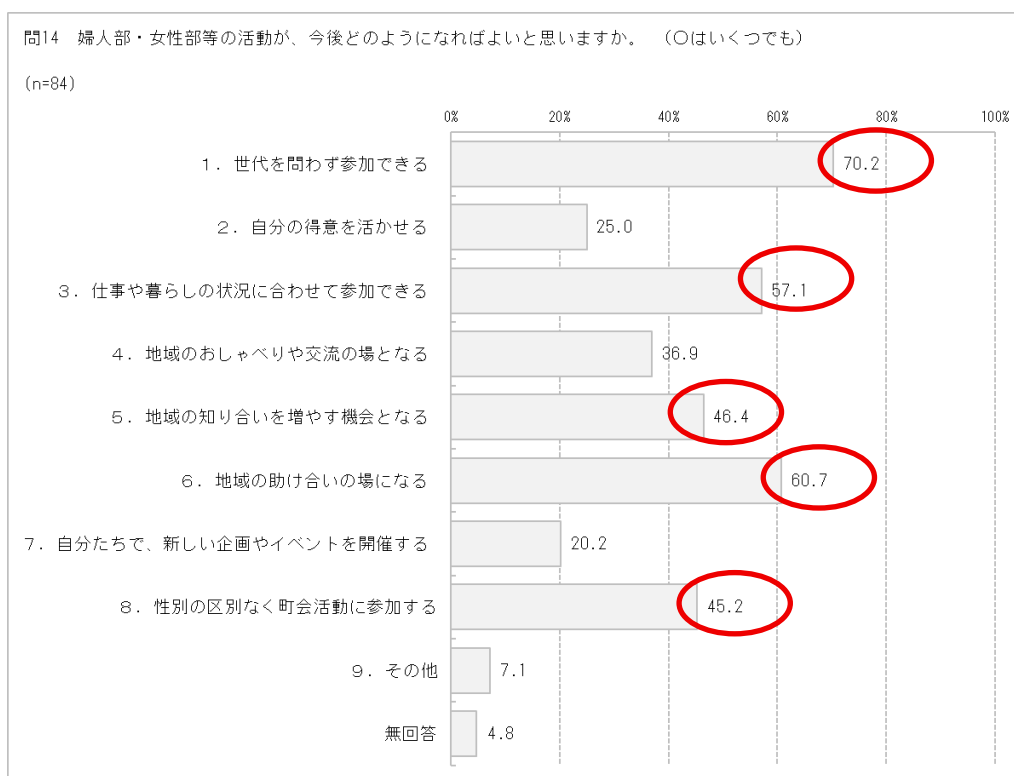 問14　婦人部・女性部等の活動が、今後どのようになればよいと思いますか。　（○はいくつでも）
(n=84)
0% 20% 40% 60% 80% 100%
１．世代を問わず参加できる 70.2
２．自分の得意を活かせる 25.0
３．仕事や暮らしの状況に合わせて参加できる 57.1
４．地域のおしゃべりや交流の場となる 36.9
５．地域の知り合いを増やす機会となる 46.4
６．地域の助け合いの場になる 60.7
７．自分たちで、新しい企画やイベントを開催する 20.2
８．性別の区別なく町会活動に参加する 45.2
９．その他 7.1
無回答 4.8